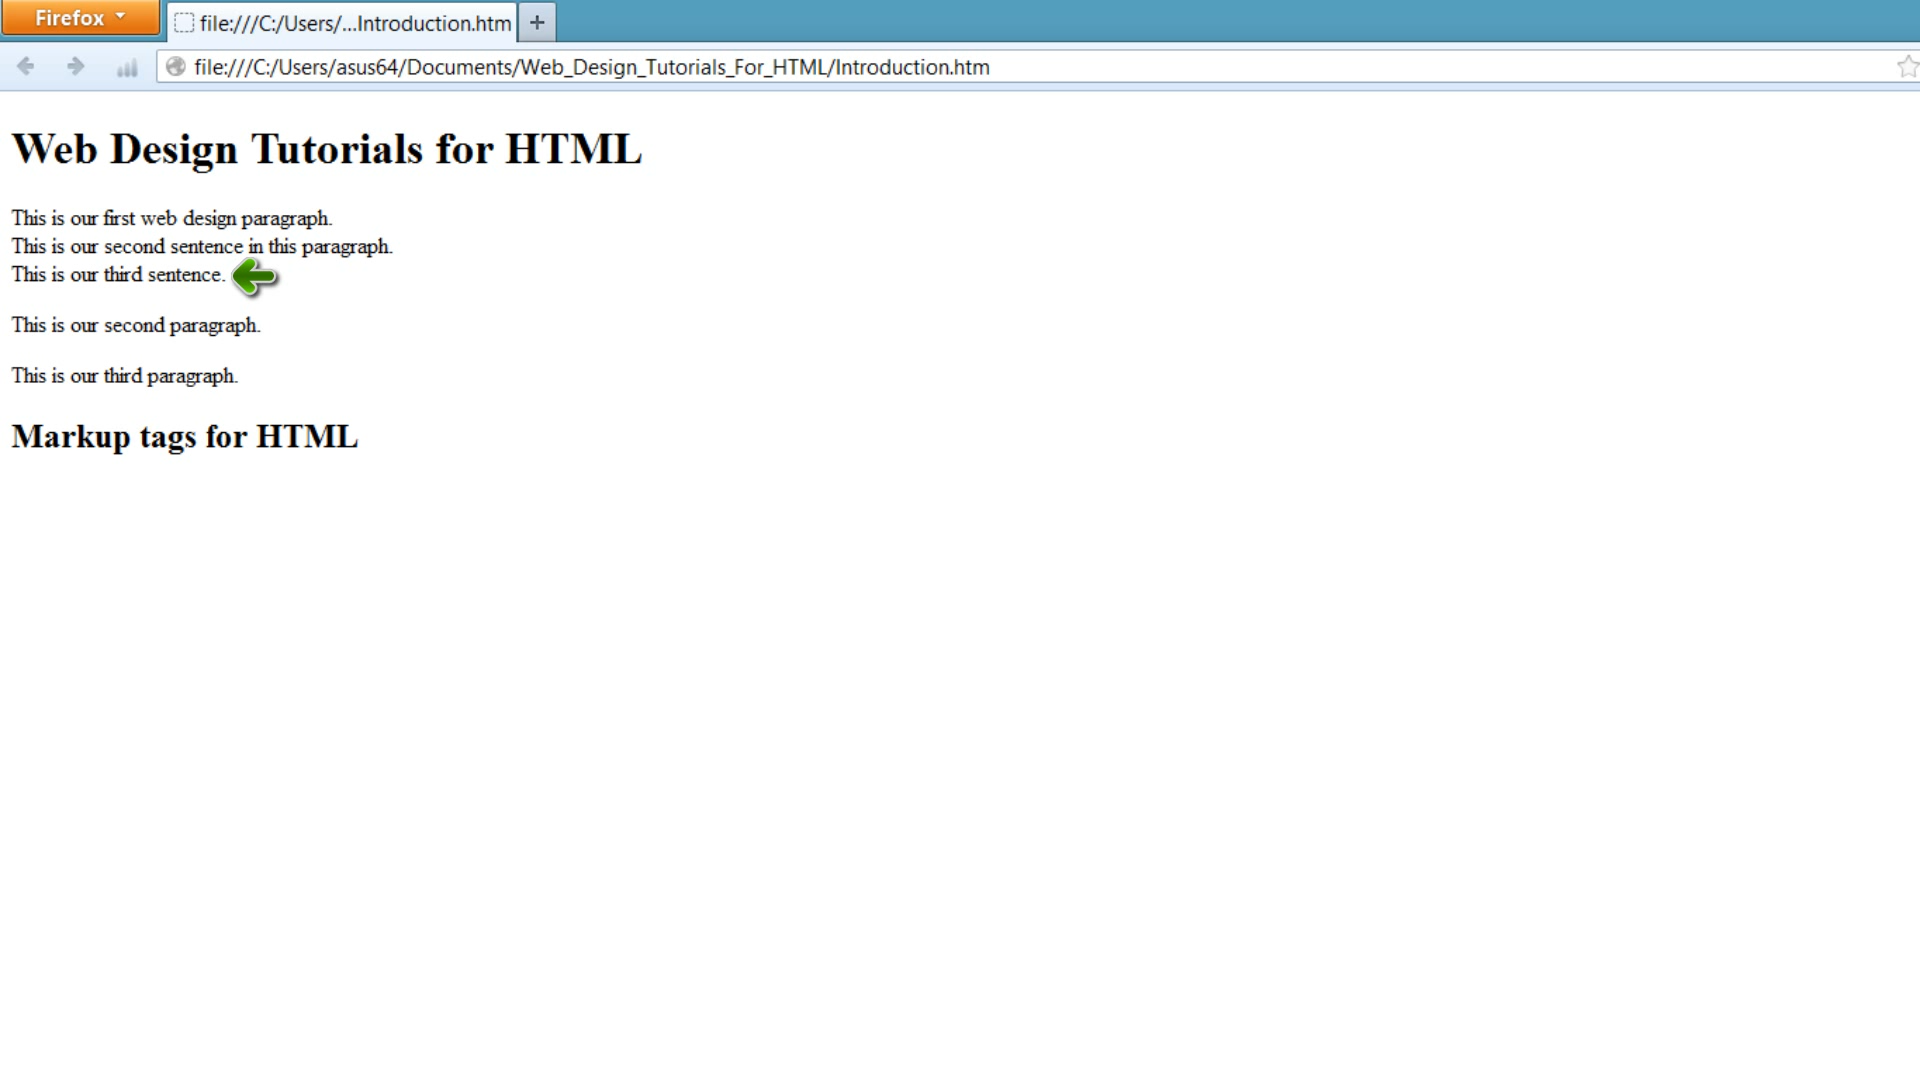 Firefox
file:///C:/Users/...Introduction.htm
file:///C:/Users/asus64/Documents/Web_Design_Tutorials_For_HTML/Introduction.htm
Web Design Tutorials for HTML
This is our first web design paragraph.
This is our second sentence in this paragraph.
This is our third sentence.
This is our second paragraph.
This is our third paragraph.
Markup tags for HTML